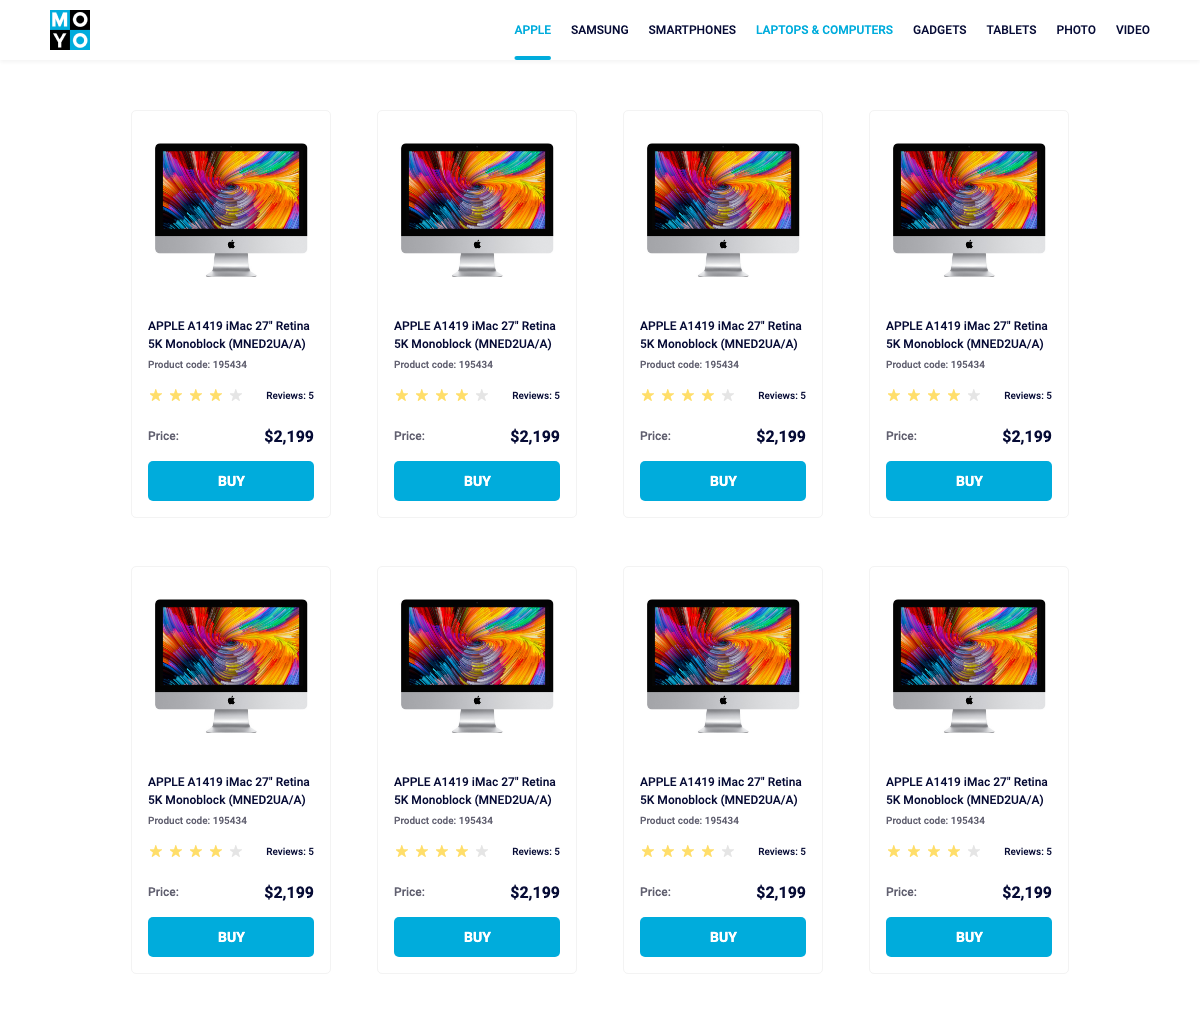 MO
YO
APPLE SAMSUNG SMARTPHONES LAPTOPS & COMPUTERS GADGETS TABLETS PHOTO VIDEO
APPLE A1419 iMac 27" Retina
5K Monoblock (MNED2UA/A)
Product code: 195434
Reviews: 5
Price: $2,199
BUY
APPLE A1419 iMac 27" Retina
5K Monoblock (MNED2UA/A)
Product code: 195434
Reviews: 5
Price: $2,199
BUY
APPLE A1419 iMac 27" Retina
5K Monoblock (MNED2UA/A)
Product code: 195434
Reviews: 5
Price: $2,199
BUY
APPLE A1419 iMac 27" Retina
5K Monoblock (MNED2UA/A)
Product code: 195434
Reviews: 5
Price: $2,199
BUY
APPLE A1419 iMac 27" Retina
5K Monoblock (MNED2UA/A)
Product code: 195434
Reviews: 5
Price: $2,199
BUY
APPLE A1419 iMac 27" Retina
5K Monoblock (MNED2UA/A)
Product code: 195434
Reviews: 5
Price: $2,199
BUY
APPLE A1419 iMac 27" Retina
5K Monoblock (MNED2UA/A)
Product code: 195434
Reviews: 5
Price: $2,199
BUY
APPLE A1419 iMac 27" Retina
5K Monoblock (MNED2UA/A)
Product code: 195434
Reviews: 5
Price: $2,199
BUY